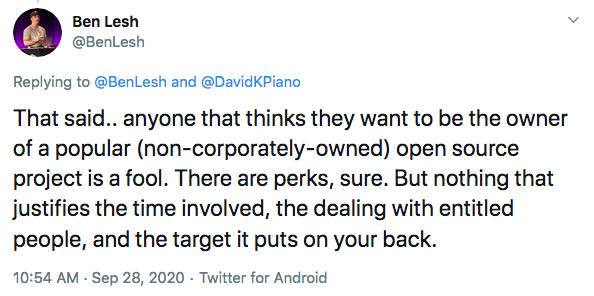 Ben Lesh
@BenLesh
Replying to @BenLesh and @DavidKPiano
That said.. anyone that thinks they want to be the owner
of a popular (non-corporately-owned) open source
project is a fool. There are perks, sure. But nothing that
justifies the time involved, the dealing with entitled
people, and the target it puts on your back.
10:54 AM · Sep 28, 2020 · Twitter for Android